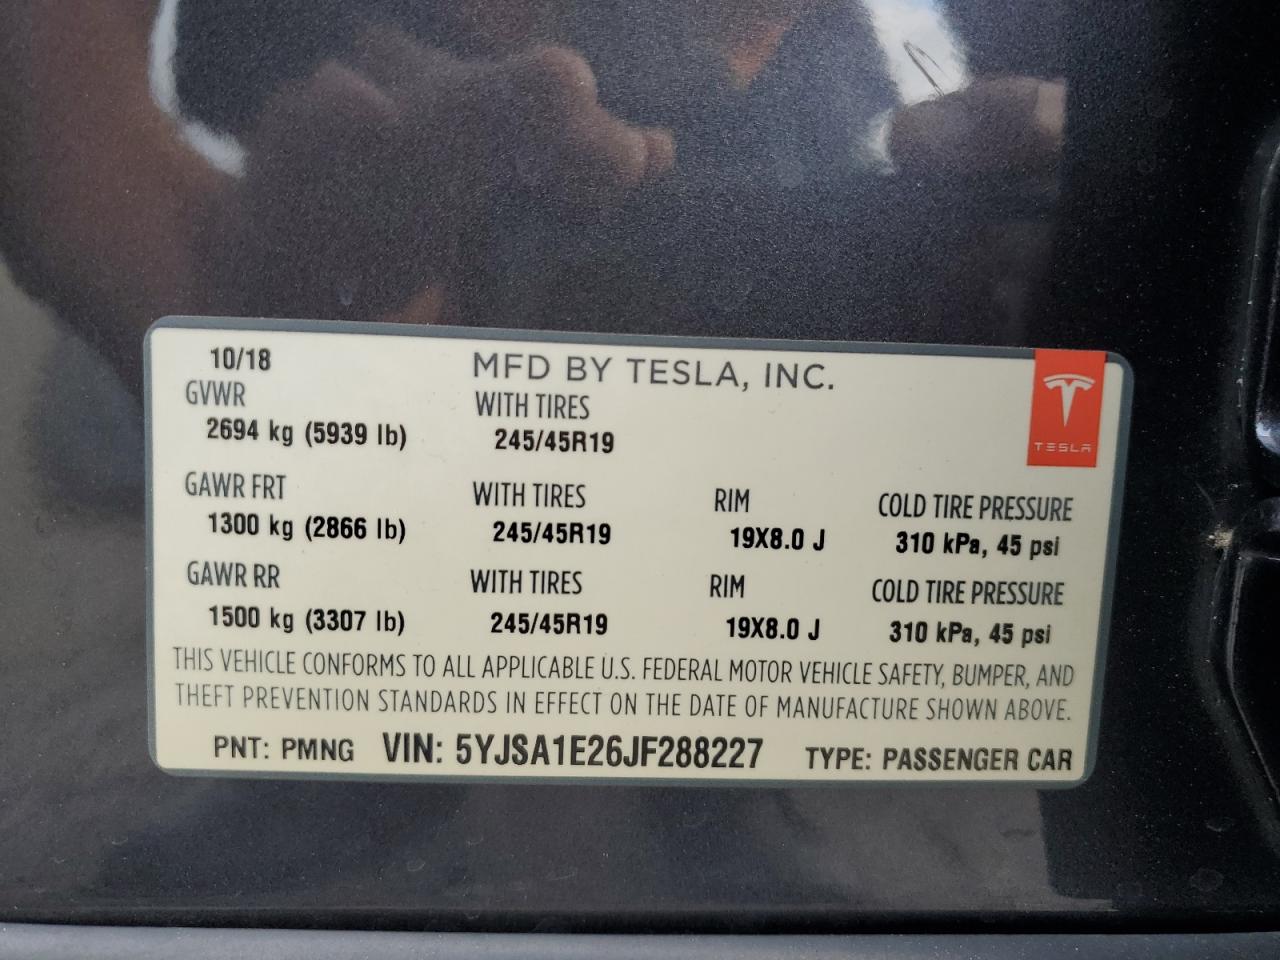 10/18 MFD BY TESLA, INC.
GVWR WITH TIRES
2694 kg (5939 lb) 245/45R19
TESLA
GAWR FRT WITH TIRES RIM COLD TIRE PRESSURE
1300 kg (2866 lb) 245/45R19 19X8.0 J 310 kPa, 45 psi
GAWR RR WITH TIRES RIM COLD TIRE PRESSURE
1500 kg (3307 lb) 245/45R19 19X8.0 J 310 kPa, 45 psi
THIS VEHICLE CONFORMS TO ALL APPLICABLE U.S. FEDERAL MOTOR VEHICLE SAFETY, BUMPER, AND
THEFT PREVENTION STANDARDS IN EFFECT ON THE DATE OF MANUFACTURE SHOWN ABOVE.
PNT: PMNG VIN: 5YJSA1E26JF288227 TYPE: PASSENGER CAR